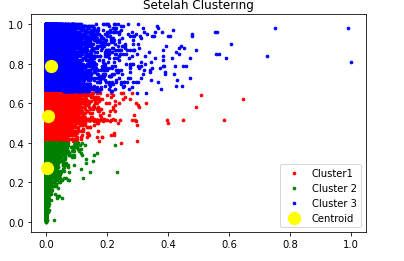 Setelah Clustering
1.0
0.8
0.6
0.4
0.2
0.0
Cluster1
Cluster 2
Cluster 3
Centroid
0.0 0.2 0.4 0.6 0.8 1.0